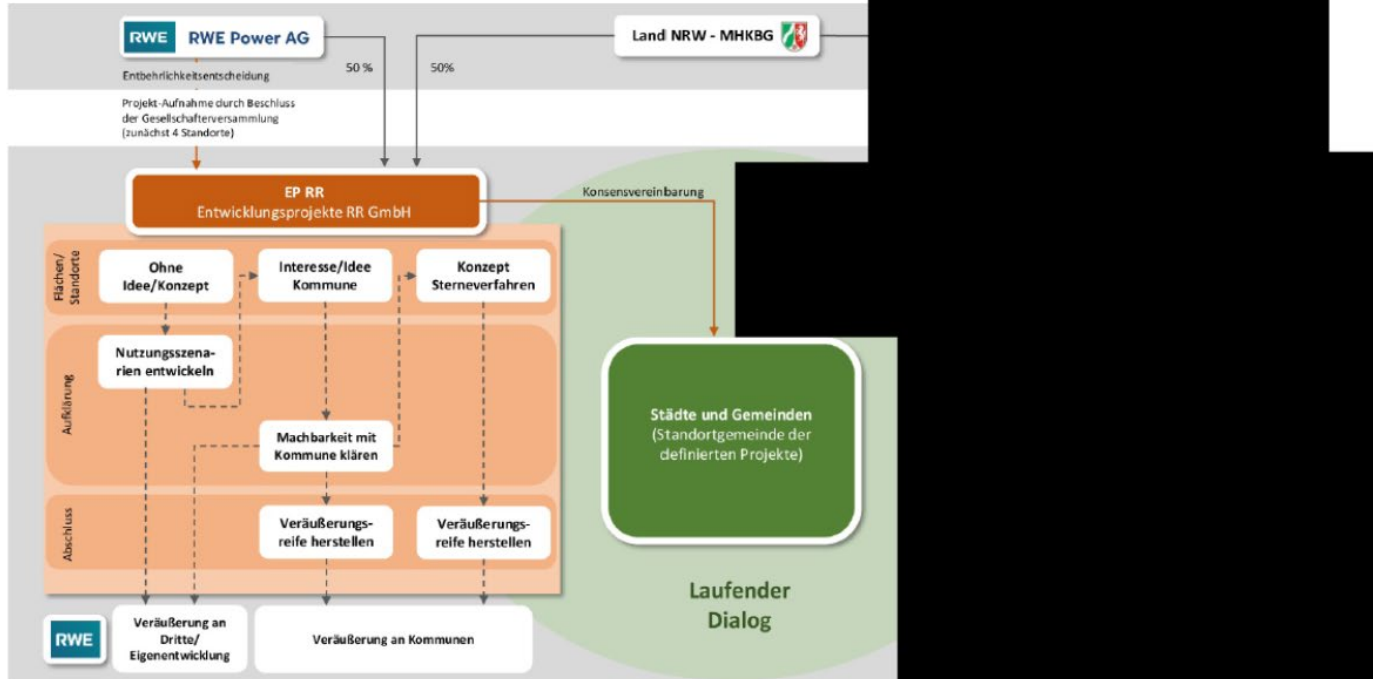 RWE RWE Power AG
Land NRW - MHKBG
Entbehrlichkeitsentscheidung
50 %
50%
Projekt-Aufnahme durch Beschluss
der Gesellschafterversammlung
(zunächst 4 Standorte)
EP RR
Entwicklungsprojekte RR GmbH
Konsensvereinbarung
Flächen/
Standorte
Ohne
Idee/Konzept
Interesse/Idee
Kommune
Konzept
Sterneverfahren
Aufklärung
Nutzungsszena-
rien entwickeln
Machbarkeit mit
Kommune klären
Städte und Gemeinden
(Standortgemeinde der
definierten Projekte)
Abschluss
Veräußerungs-
reife herstellen
Veräußerungs-
reife herstellen
Laufender
Dialog
RWE
Veräußerung an
Dritte/
Eigenentwicklung
Veräußerung an Kommunen